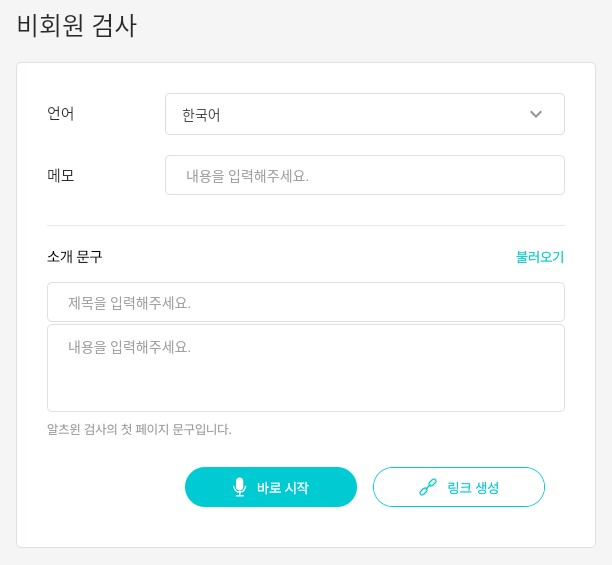 비회원 검사
언어
한국어
메모
내용을 입력해주세요.
소개 문구
불러오기
제목을 입력해주세요.
내용을 입력해주세요.
알츠윈 검사의 첫 페이지 문구입니다.
바로 시작
링크 생성